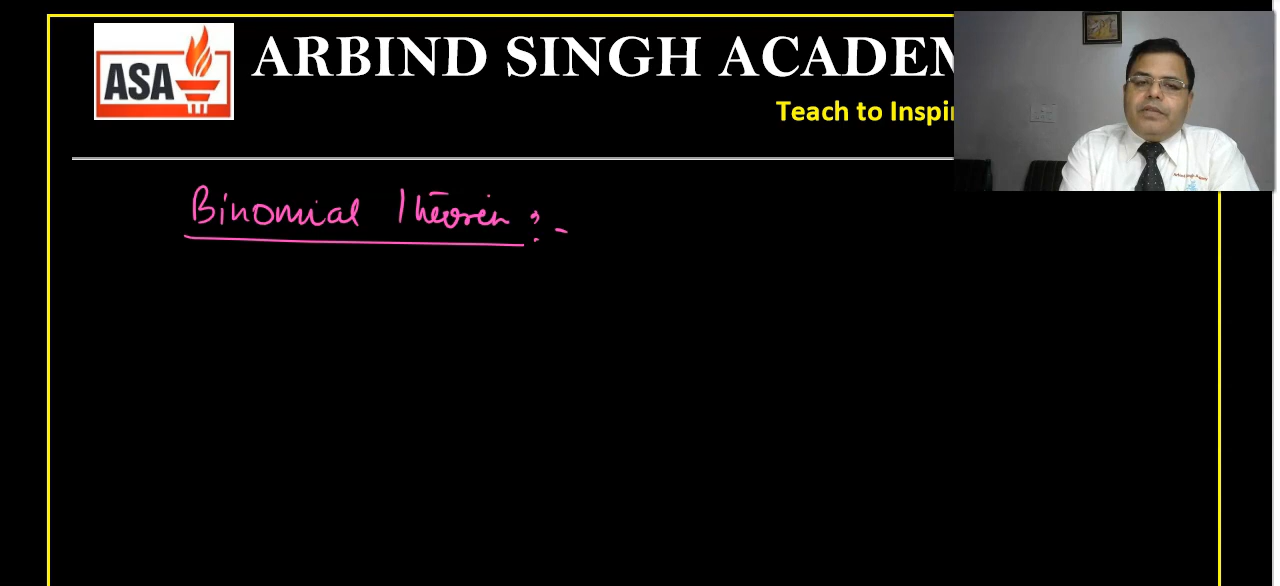 ASA
ARBIND SINGH ACADEM
Teach to Inspi
Binomial Theorem :-